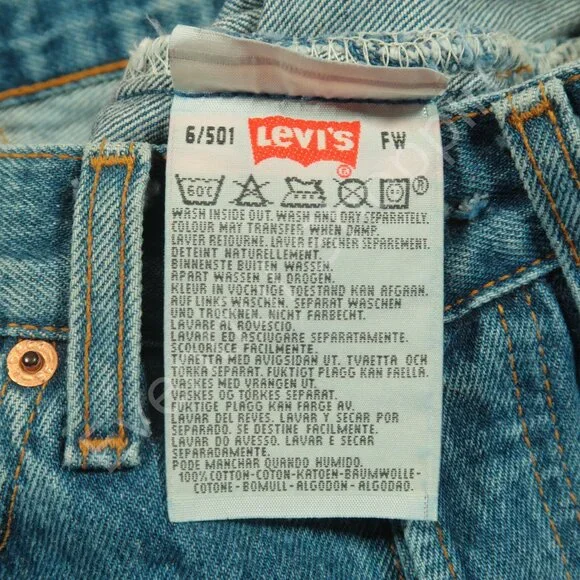 6/501 Levi's FW
60C ®
WASH INSIDE OUT. WASH AND DRY SEPARATELY.
COLOUR MAY TRANSFER WHEN DAMP.
LAVER RETOURNE. LAVER ET SECHER SEPAREMENT.
DETEINT NATURELLEMENT.
BINNENSTE BUITEN WASSEN.
APART WASSEN EN DROGEN.
KLEUR IN VOCHTIGE TOESTAND KAN AFGAAN.
AUF LINKS WASCHEN. SEPARAT WASCHEN
UND TROCKNEN. NICHT FARBECHT.
LAVARE AL ROVESCIO.
LAVARE ED ASCIUGARE SEPARATAMENTE.
SCOLORISCE FACILMENTE.
TVAETTA MED AVIGSIDAN UT. TVAETTA OCH
TORKA SEPARAT. FUKTIGT PLAGG KAN FAELLA.
VASKES MED VRANGEN UT.
VASKES OG TORKES SEPARAT.
FUKTIGE PLAGG KAN FARGE AV.
LAVAR DEL REVES. LAVAR Y SECAR POR
SEPARADO. SE DESTINE FACILMENTE.
LAVAR DO AVESSO. LAVAR E SECAR
SEPARADAMENTE.
PODE MANCHAR QUANDO HUMIDO.
100% COTTON-COTON-KATOEN-BAUMWOLLE-
COTONE-BOMULL-ALGODON-ALGODAO.